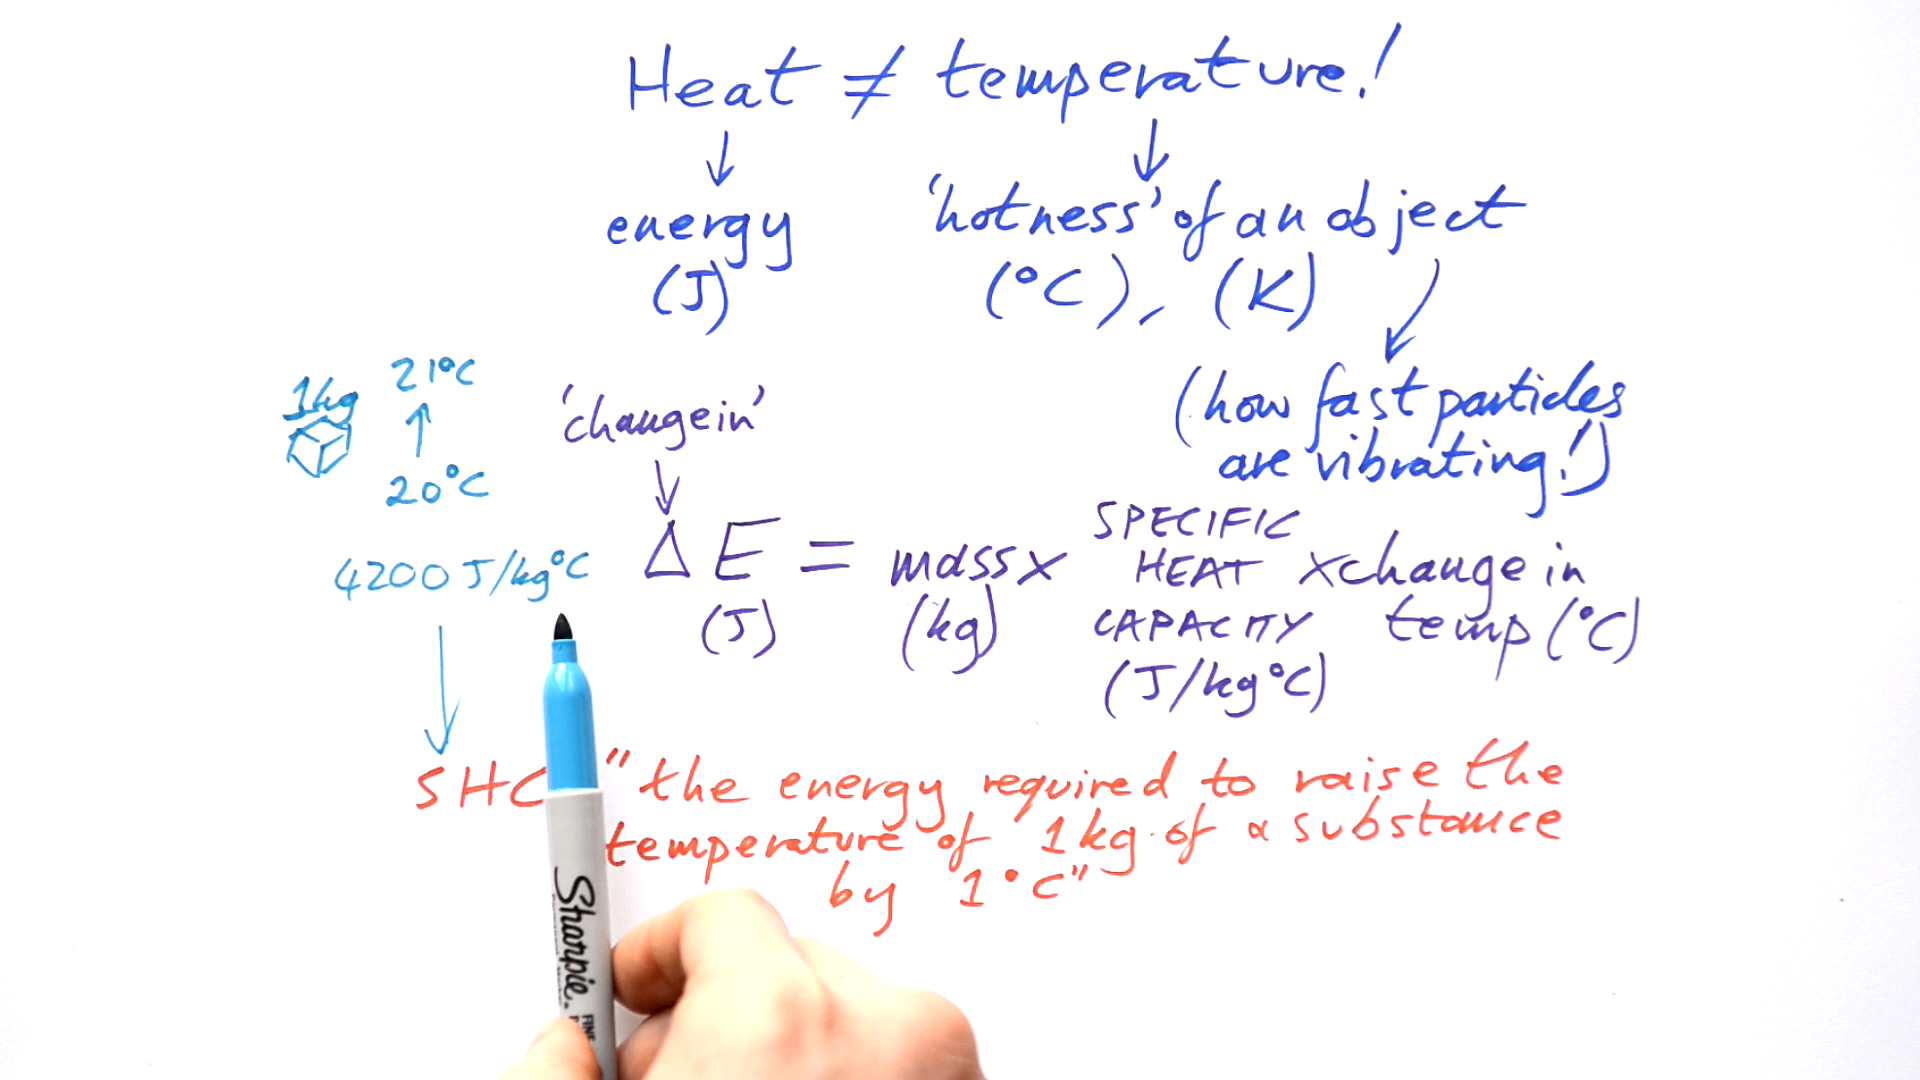 Heat ≠ temperature!
energy
(J)
'hotness' of an object
(°C), (K)
(how fast particles
are vibrating!)
1kg
21°C
20°C
4200 J/kg°C
'change in'
ΔE = mass x SPECIFIC HEAT CAPACITY x change in temp (°C)
(J)
(kg)
(J/kg°C)
SHC "the energy required to raise the
temperature of 1kg of a substance
by 1°C"
Sharpie.
FINE